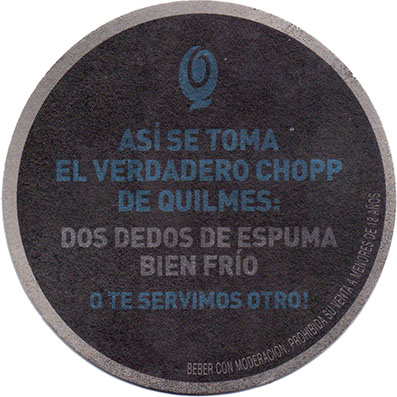 Q
ASÍ SE TOMA
EL VERDADERO CHOPP
DE QUILMES:
DOS DEDOS DE ESPUMA
BIEN FRÍO
O TE SERVIMOS OTRO!
BEBER CON MODERACIÓN. PROHIBIDA SU VENTA A MENORES DE 18 AÑOS